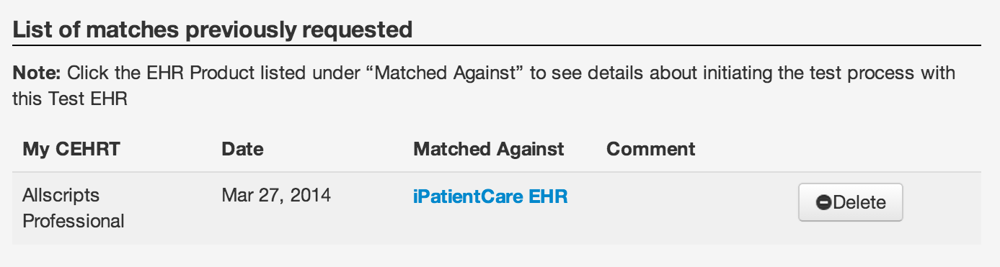 List of matches previously requested
Note: Click the EHR Product listed under “Matched Against” to see details about initiating the test process with
this Test EHR
My CEHRT Date Matched Against Comment
Allscripts Mar 27, 2014 iPatientCare EHR Delete
Professional